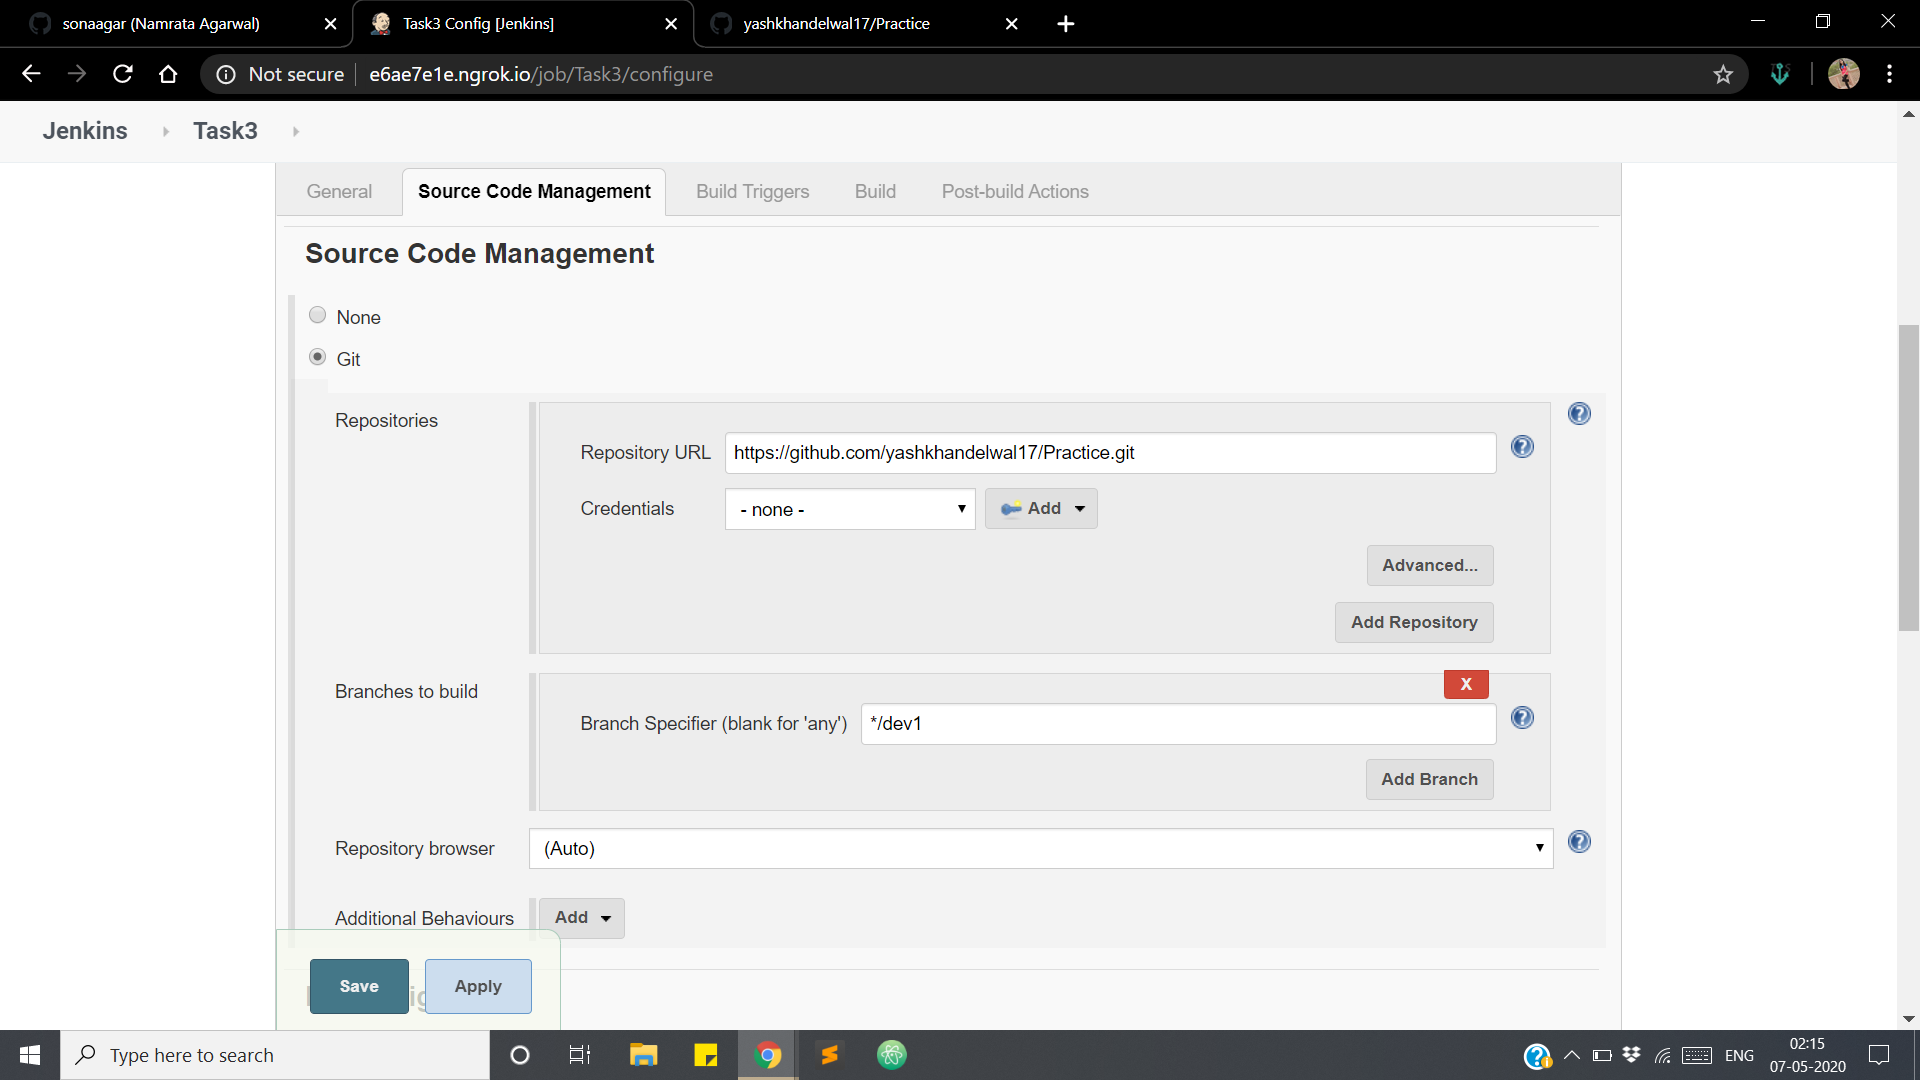 sonaagar (Namrata Agarwal)
Task3 Config [Jenkins]
yashkhandelwal17/Practice
Not secure
e6ae7e1e.ngrok.io/job/Task3/configure
Jenkins
Task3
General
Source Code Management
Build Triggers
Build
Post-build Actions
Source Code Management
None
Git
Repositories
Repository URL
https://github.com/yashkhandelwal17/Practice.git
Credentials
- none -
Add
Advanced...
Add Repository
Branches to build
X
Branch Specifier (blank for 'any')
*/dev1
Add Branch
Repository browser
(Auto)
Additional Behaviours
Add
Save
Apply
Type here to search
ENG
02:15
07-05-2020